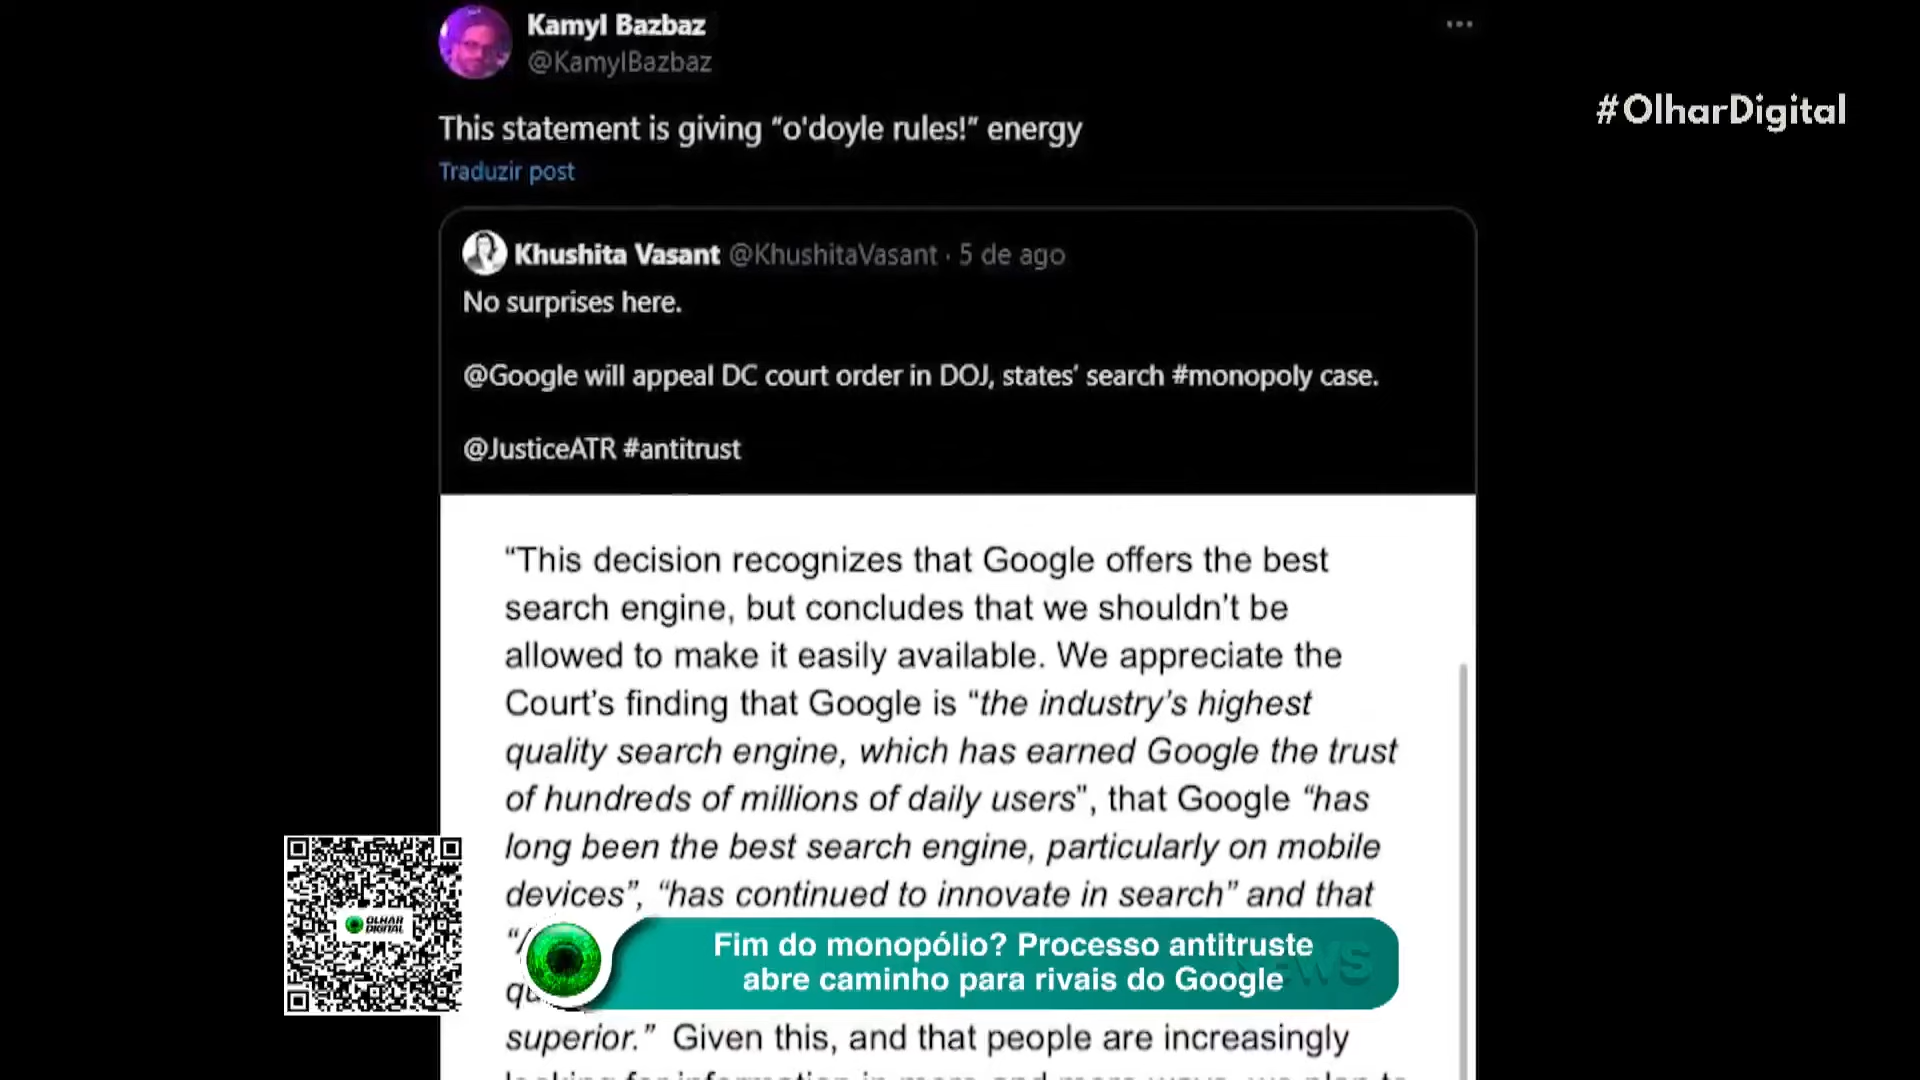 Kamyl Bazbaz
@KamylBazbaz
#OlharDigital
This statement is giving “o'doyle rules!” energy
Traduzir post
Khushita Vasant @KhushitaVasant · 5 de ago
No surprises here.
@Google will appeal DC court order in DOJ, states’ search #monopoly case.
@JusticeATR #antitrust
“This decision recognizes that Google offers the best
search engine, but concludes that we shouldn’t be
allowed to make it easily available. We appreciate the
Court’s finding that Google is “the industry’s highest
quality search engine, which has earned Google the trust
of hundreds of millions of daily users”, that Google “has
long been the best search engine, particularly on mobile
devices”, “has continued to innovate in search” and that
superior.” Given this, and that people are increasingly
OLHAR
DIGITAL
Fim do monopólio? Processo antitruste
abre caminho para rivais do Google